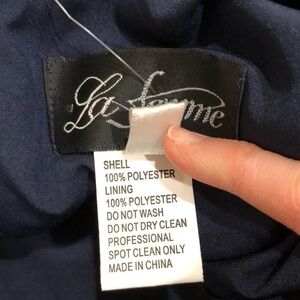 La Femme
SHELL
100% POLYESTER
LINING
100% POLYESTER
DO NOT WASH
DO NOT DRY CLEAN
PROFESSIONAL
SPOT CLEAN ONLY
MADE IN CHINA